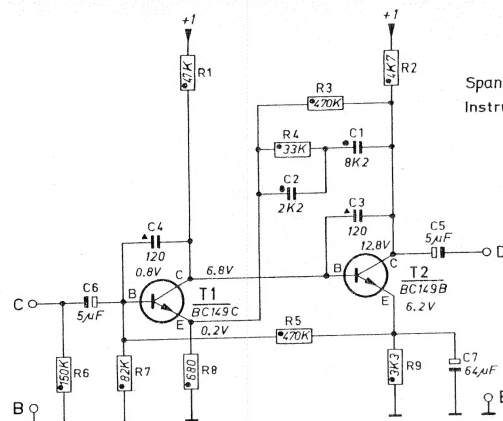 +1
+1
47K
R1
4K7
R2
Span
Instru
R3
470K
R4
33K
C1
8K2
C2
2K2
C4
120
C3
120
C5
5µF
0.8V
C
6.8V
12.8V
C
D
C6
5µF
C
B
T1
BC149C
E
0.2V
B
T2
BC149B
E
6.2V
R5
470K
R6
150K
R7
82K
R8
680
R9
3K3
C7
64µF
B
E